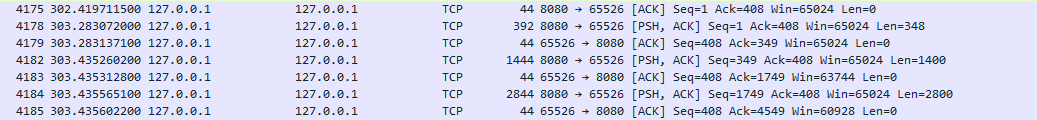 4175 302.419711500 127.0.0.1 127.0.0.1 TCP 44 8080 → 65526 [ACK] Seq=1 Ack=408 Win=65024 Len=0
4178 303.283072000 127.0.0.1 127.0.0.1 TCP 392 8080 → 65526 [PSH, ACK] Seq=1 Ack=408 Win=65024 Len=348
4179 303.283137100 127.0.0.1 127.0.0.1 TCP 44 65526 → 8080 [ACK] Seq=408 Ack=349 Win=65024 Len=0
4182 303.435260200 127.0.0.1 127.0.0.1 TCP 1444 8080 → 65526 [PSH, ACK] Seq=349 Ack=408 Win=65024 Len=1400
4183 303.435312800 127.0.0.1 127.0.0.1 TCP 44 65526 → 8080 [ACK] Seq=408 Ack=1749 Win=63744 Len=0
4184 303.435565100 127.0.0.1 127.0.0.1 TCP 2844 8080 → 65526 [PSH, ACK] Seq=1749 Ack=408 Win=65024 Len=2800
4185 303.435602200 127.0.0.1 127.0.0.1 TCP 44 65526 → 8080 [ACK] Seq=408 Ack=4549 Win=60928 Len=0